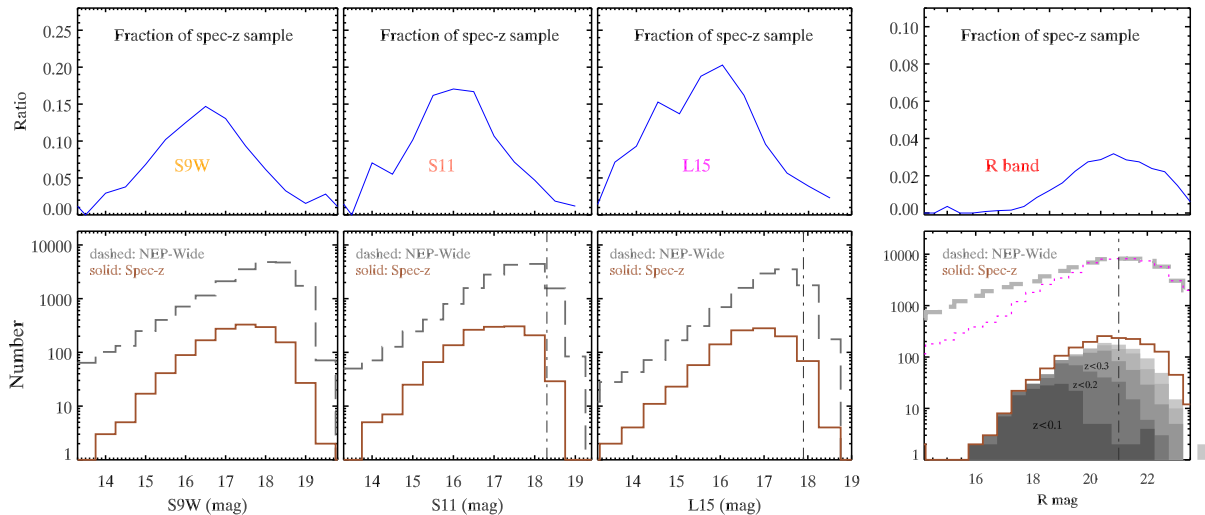 0.25
0.20
0.15
0.10
0.05
0.00
Ratio
Fraction of spec-z sample
S9W
Fraction of spec-z sample
S11
Fraction of spec-z sample
L15
0.10
0.08
0.06
0.04
0.02
0.00
Fraction of spec-z sample
R band
10000
1000
100
10
1
Number
dashed: NEP-Wide
solid: Spec-z
14 15 16 17 18 19
S9W (mag)
dashed: NEP-Wide
solid: Spec-z
14 15 16 17 18 19
S11 (mag)
dashed: NEP-Wide
solid: Spec-z
14 15 16 17 18 19
L15 (mag)
10000
1000
100
10
1
dashed: NEP-Wide
solid: Spec-z
z<0.3
z<0.2
z<0.1
16 18 20 22
R mag